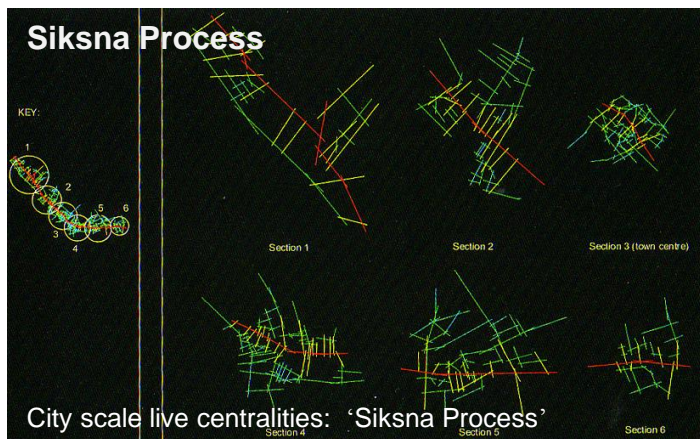 Siksna Process
KEY:
1
2
3
4
5
6
Section 1
Section 2
Section 3 (town centre)
Section 4
Section 5
Section 6
City scale live centralities: ‘Siksna Process’